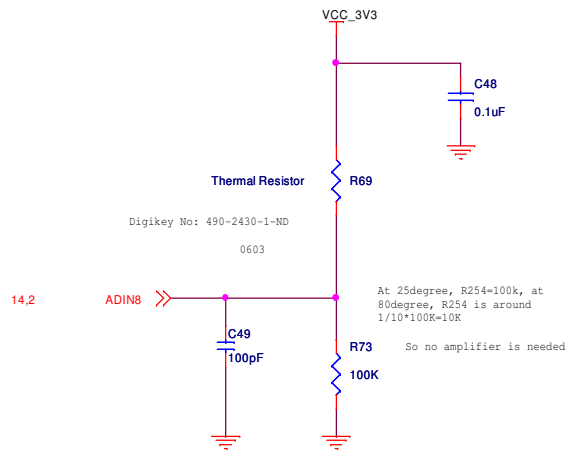 VCC_3V3
C48
0.1uF
Thermal Resistor
R69
Digikey No: 490-2430-1-ND
0603
14,2
ADIN8
At 25degree, R254=100k, at
80degree, R254 is around
1/10*100K=10K
So no amplifier is needed
C49
100pF
R73
100K